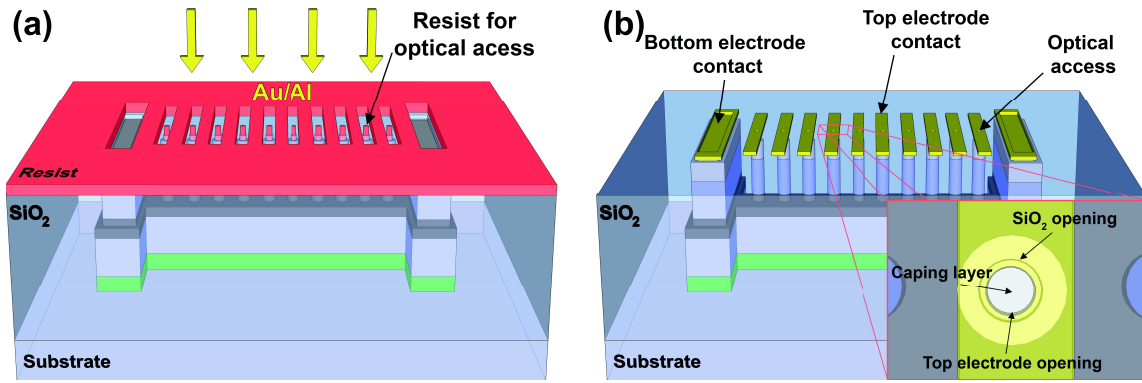 (a)
Resist for
optical acess
Au/Al
Resist
SiO2
Substrate
(b)
Bottom electrode
contact
Top electrode
contact
Optical
access
SiO2
Substrate
SiO2 opening
Caping layer
Top electrode opening